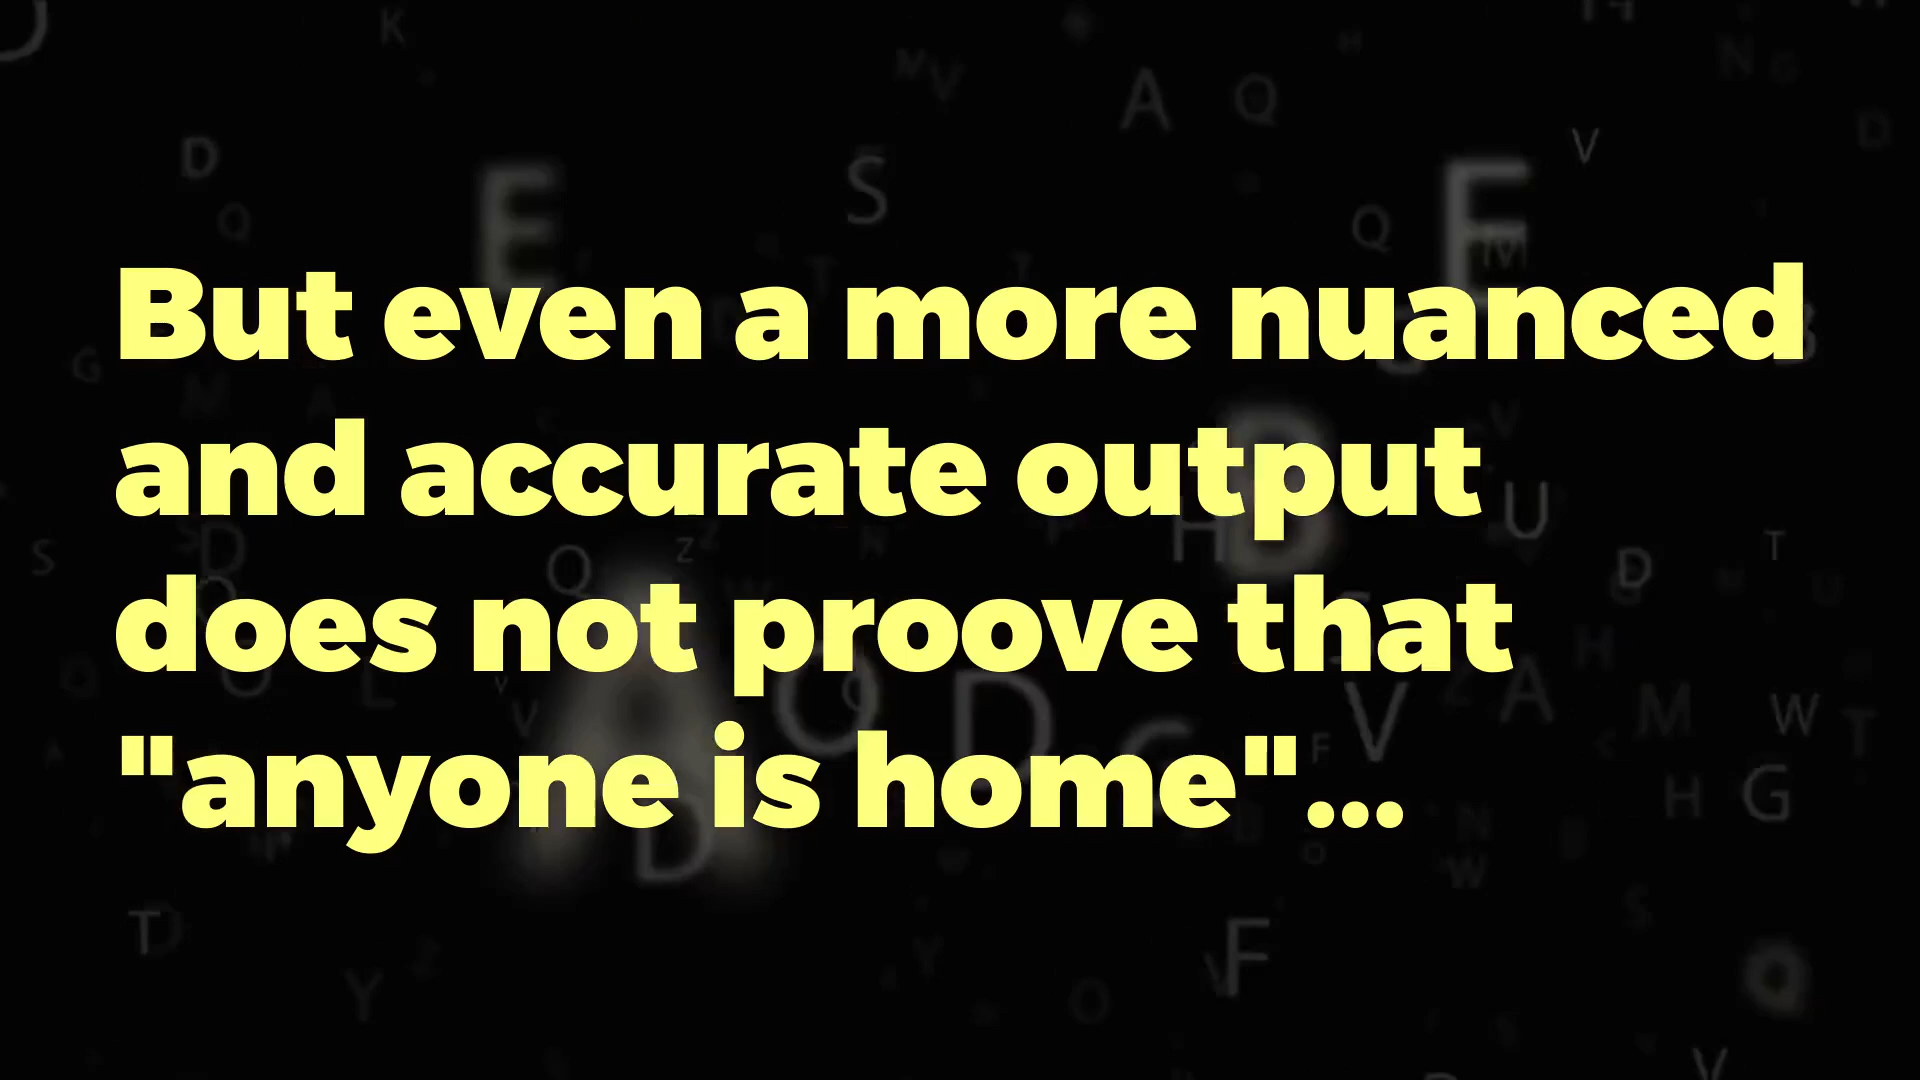 But even a more nuanced
and accurate output
does not proove that
"anyone is home"...